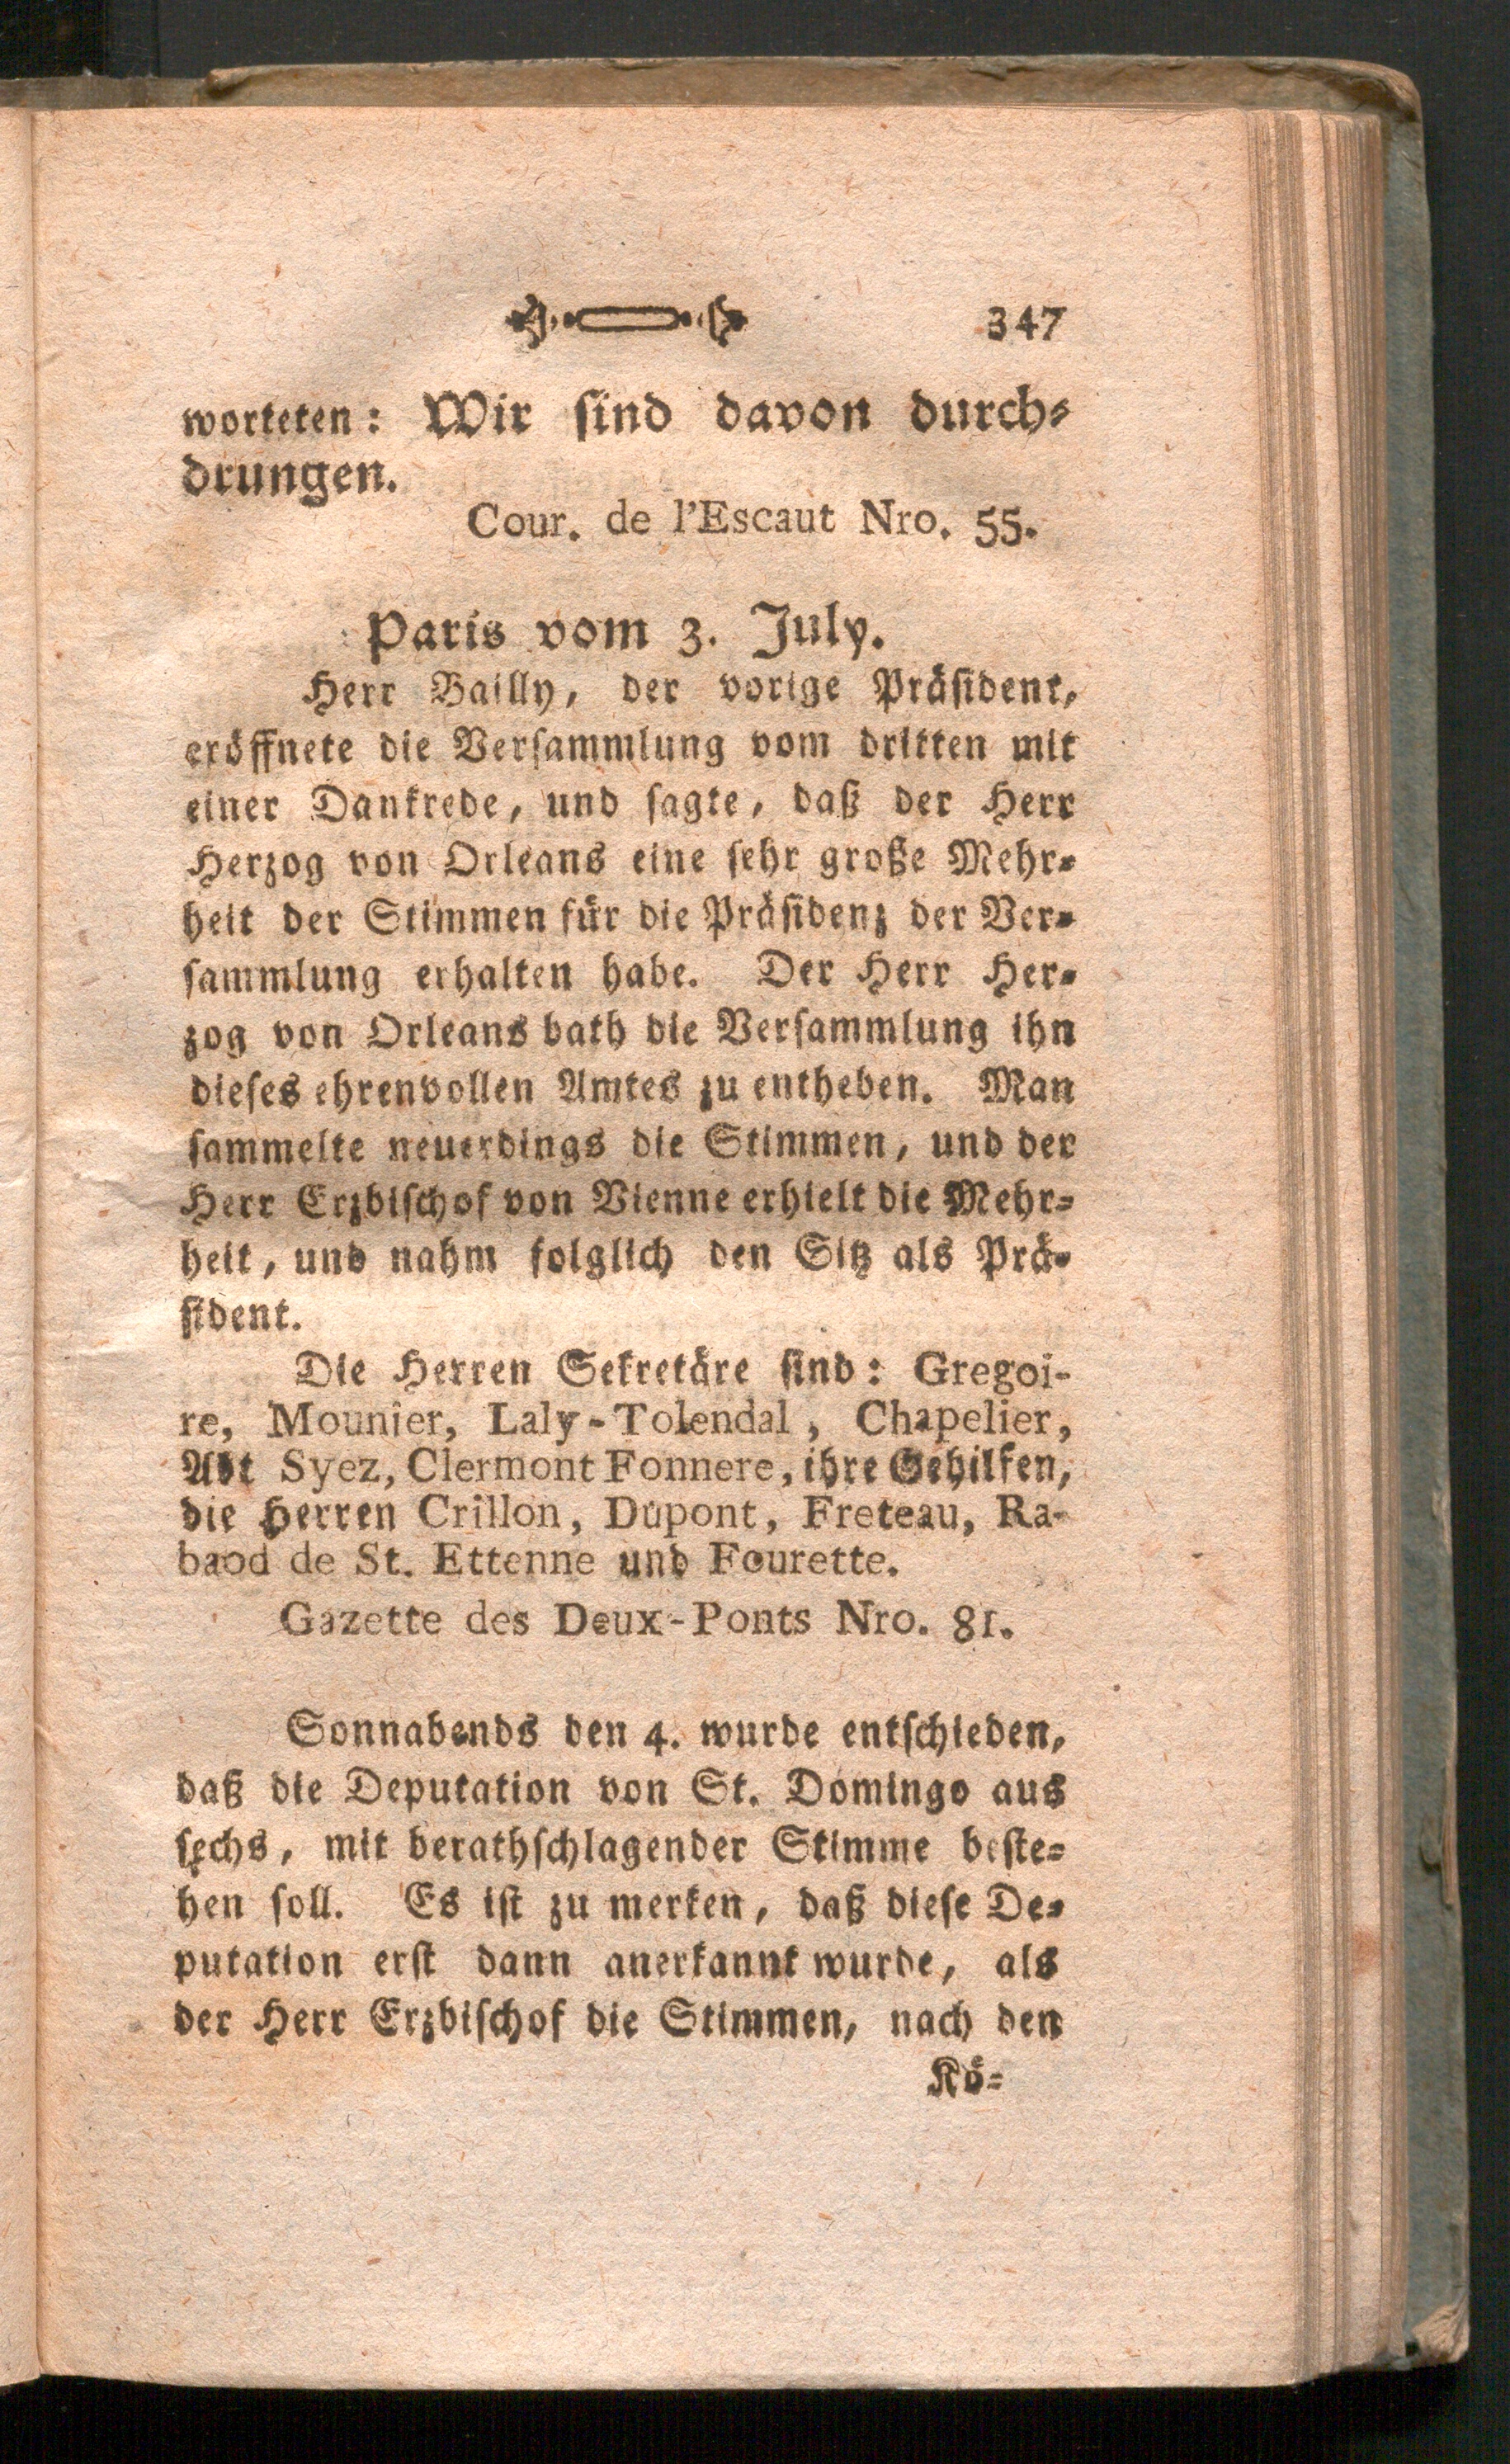 347
worteten: Wir sind davon durch-
drungen.
Cour. de l'Escaut Nro. 55.
Paris vom 3. July.
Herr Bailly, der vorige Präsident,
eröffnete die Versammlung vom dritten mit
einer Dankrede, und sagte, daß der Herr
Herzog von Orleans eine sehr große Mehr-
heit der Stimmen für die Präsidenz der Ver-
sammlung erhalten habe. Der Herr Her-
zog von Orleans bath die Versammlung ihn
dieses ehrenvollen Amtes zu entheben. Man
sammelte neuerdings die Stimmen, und der
Herr Erzbischof von Vienne erhielt die Mehr-
heit, und nahm folglich den Sitz als Prä-
sident.
Die Herren Sekretäre sind: Gregoi-
re, Mounier, Laly-Tolendal, Chapelier,
Abt Syez, Clermont Fonnere, ihre Gehilfen,
die Herren Crillon, Dupont, Freteau, Ra-
baod de St. Ettenne und Fourette.
Gazette des Deux-Ponts Nro. 81.
Sonnabends den 4. wurde entschieden,
daß die Deputation von St. Domingo aus
sechs, mit berathschlagender Stimme beste-
hen soll. Es ist zu merken, daß diese De-
putation erst dann anerkannt wurde, als
der Herr Erzbischof die Stimmen, nach den
Kö-